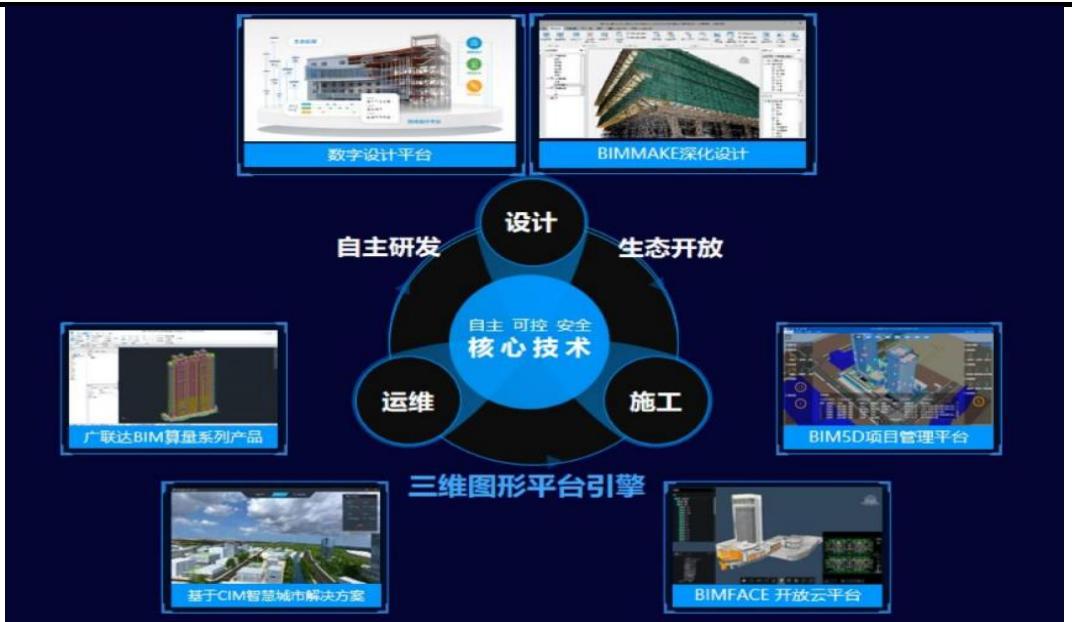 数字设计平台
BIMMAKE深化设计
设计
自主研发
生态开放
自主 可控 安全
核心技术
运维
施工
广联达BIM算量系列产品
BIM5D项目管理平台
三维图形平台引擎
基于CIM智慧城市解决方案
BIMFACE 开放云平台